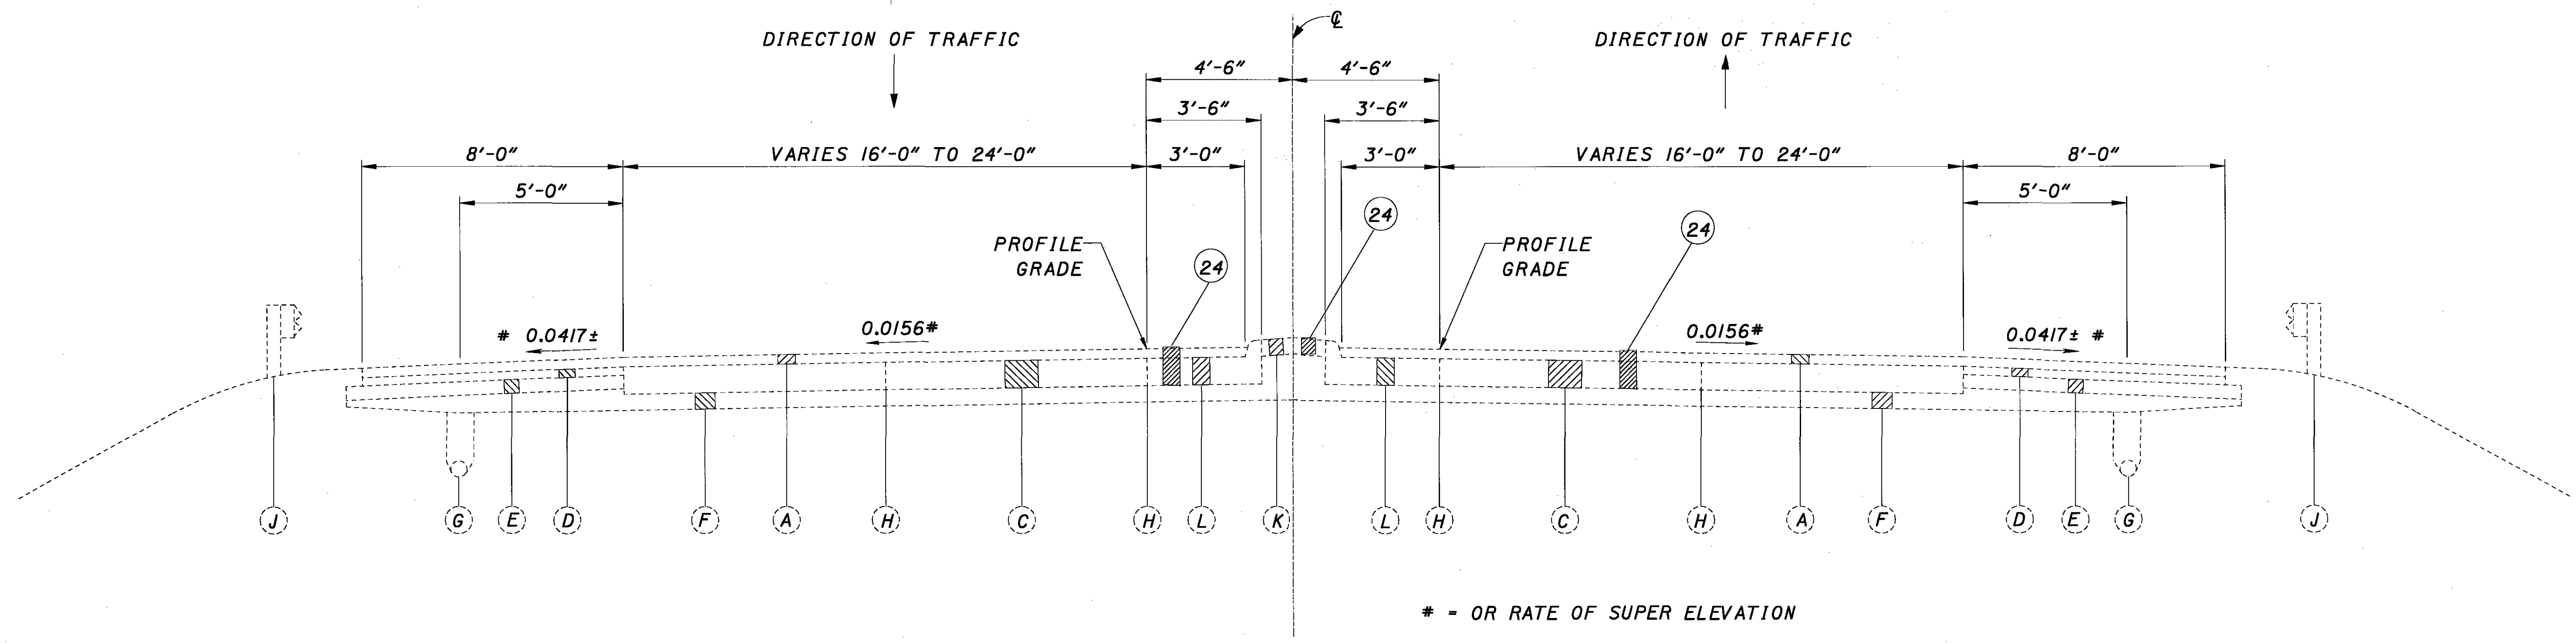 ℄
DIRECTION OF TRAFFIC
DIRECTION OF TRAFFIC
4'-6"
4'-6"
3'-6"
3'-6"
8'-0"
VARIES 16'-0" TO 24'-0"
3'-0"
3'-0"
VARIES 16'-0" TO 24'-0"
8'-0"
5'-0"
5'-0"
24
24
24
PROFILE
GRADE
PROFILE
GRADE
# 0.0417±
0.0156#
0.0156#
0.0417± #
J
G
E
D
F
A
H
C
H
L
K
L
H
C
H
A
F
D
E
G
J
# = OR RATE OF SUPER ELEVATION